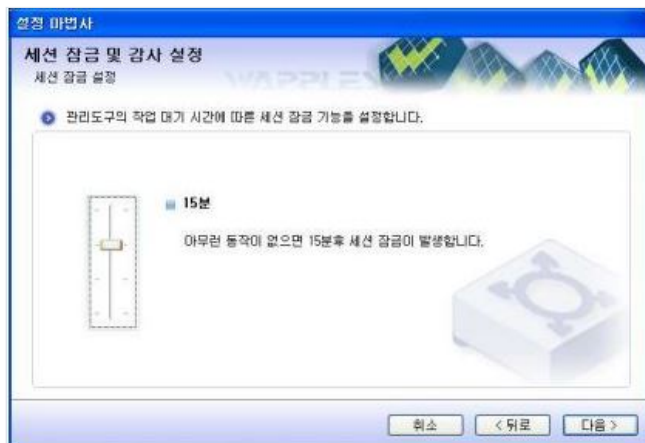 설정 마법사
세션 잠금 및 감사 설정
세션 잠금 설정
WAPPLES
관리도구의 작업 대기 시간에 따른 세션 잠금 기능을 설정합니다.
15분
아무런 동작이 없으면 15분후 세션 잠금이 발생합니다.
취소
< 뒤로
다음 >